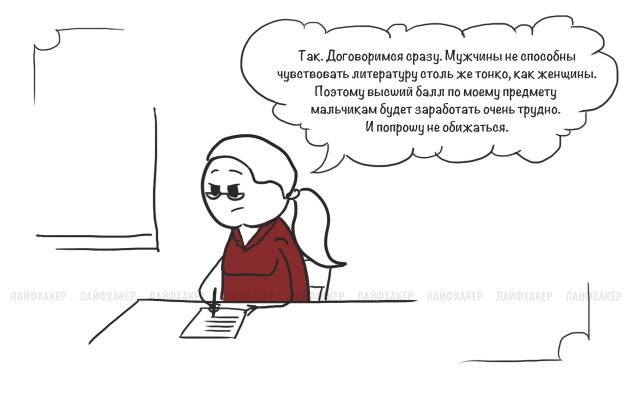 Так. Договоримся сразу. Мужчины не способны
чувствовать литературу столь же тонко, как женщины.
Поэтому высший балл по моему предмету
мальчикам будет заработать очень трудно.
И попрошу не обижаться.
ЛАЙФХАКЕР ЛАЙФХАКЕР ЛАЙФХАКЕР ЛАЙФХАКЕР ЛАЙФХАКЕР ЛАЙФХАКЕР ЛАЙФХАКЕР ЛАЙФХАКЕР ЛАЙФХАКЕР